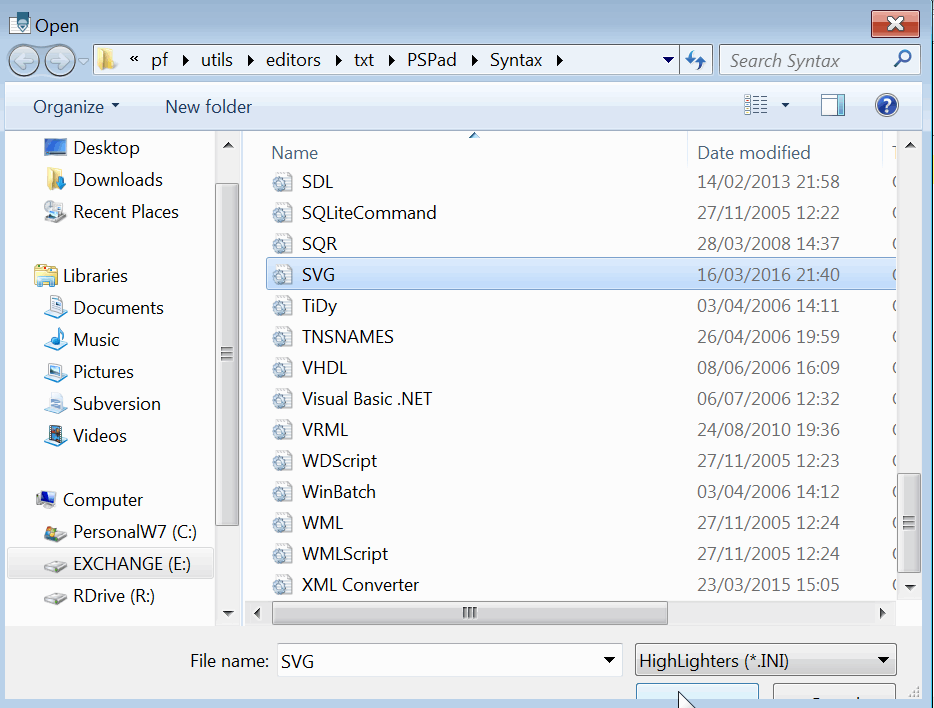 Open
« pf utils editors txt PSPad Syntax
Search Syntax
Organize New folder
Desktop
Downloads
Recent Places
Libraries
Documents
Music
Pictures
Subversion
Videos
Computer
PersonalW7 (C:)
EXCHANGE (E:)
RDrive (R:)
Name Date modified
SDL 14/02/2013 21:58
SQLiteCommand 27/11/2005 12:22
SQR 28/03/2008 14:37
SVG 16/03/2016 21:40
TiDy 03/04/2006 14:11
TNSNAMES 26/04/2006 19:59
VHDL 08/06/2006 16:09
Visual Basic .NET 06/07/2006 12:32
VRML 24/08/2010 19:36
WDScript 27/11/2005 12:23
WinBatch 03/04/2006 14:12
WML 27/11/2005 12:24
WMLScript 27/11/2005 12:24
XML Converter 23/03/2015 15:05
File name: SVG HighLighters (*.INI)